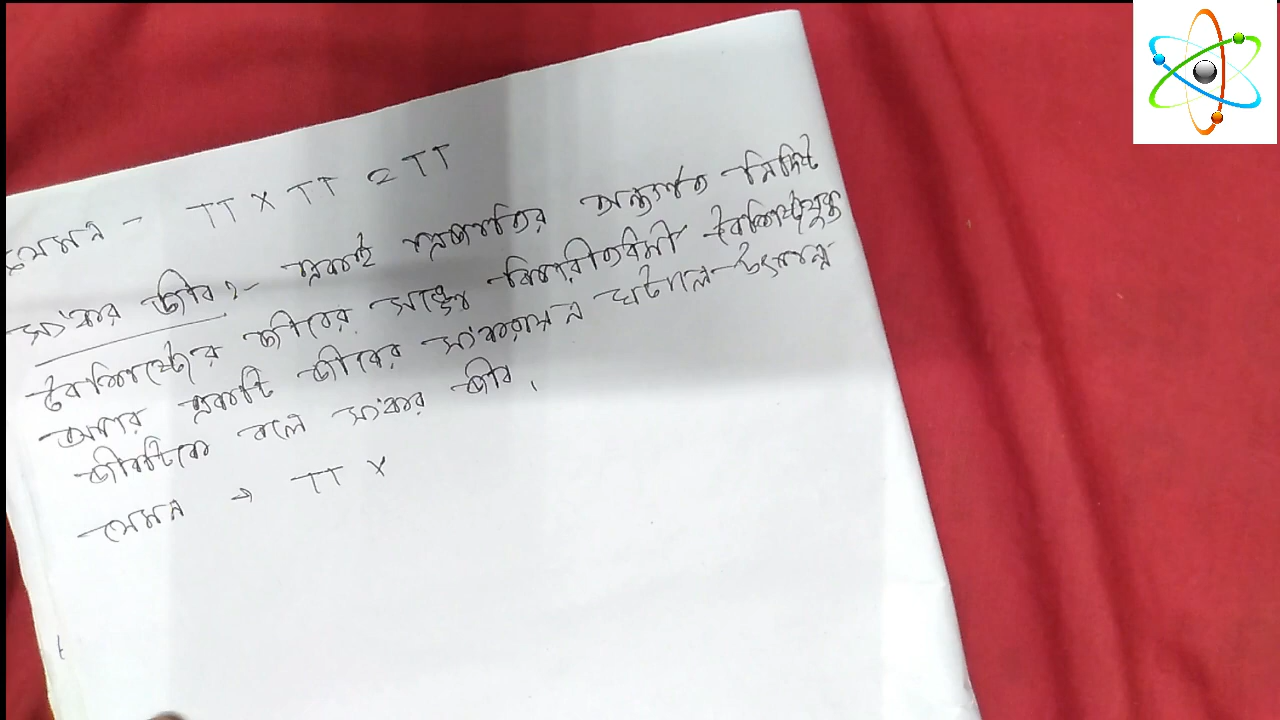 যেমন - TT X TT = TT
সংকর জীব :- একই প্রজাতির অন্তর্গত নির্দিষ্ট
বৈশিষ্ট্যের জীবের সঙ্গে বিপরীতধর্মী বৈশিষ্ট্যযুক্ত
অপর একটি জীবের সংকরায়ন ঘটালে উৎপন্ন
জীবটিকে বলে সংকর জীব,
যেমন → TT X